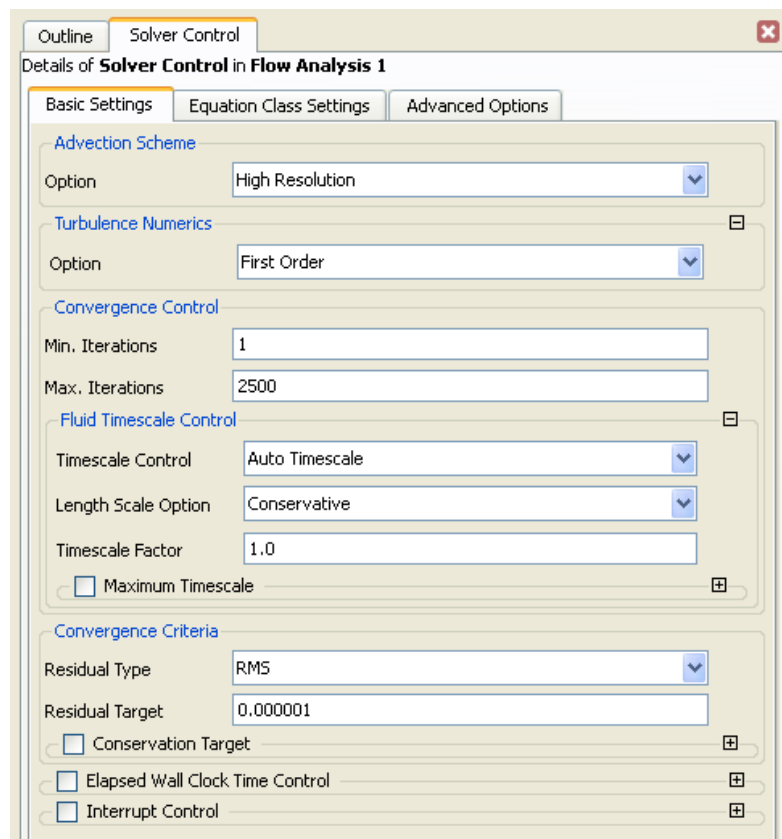 Outline Solver Control
Details of Solver Control in Flow Analysis 1
Basic Settings Equation Class Settings Advanced Options
Advection Scheme
Option High Resolution
Turbulence Numerics
Option First Order
Convergence Control
Min. Iterations 1
Max. Iterations 2500
Fluid Timescale Control
Timescale Control Auto Timescale
Length Scale Option Conservative
Timescale Factor 1.0
Maximum Timescale
Convergence Criteria
Residual Type RMS
Residual Target 0.000001
Conservation Target
Elapsed Wall Clock Time Control
Interrupt Control